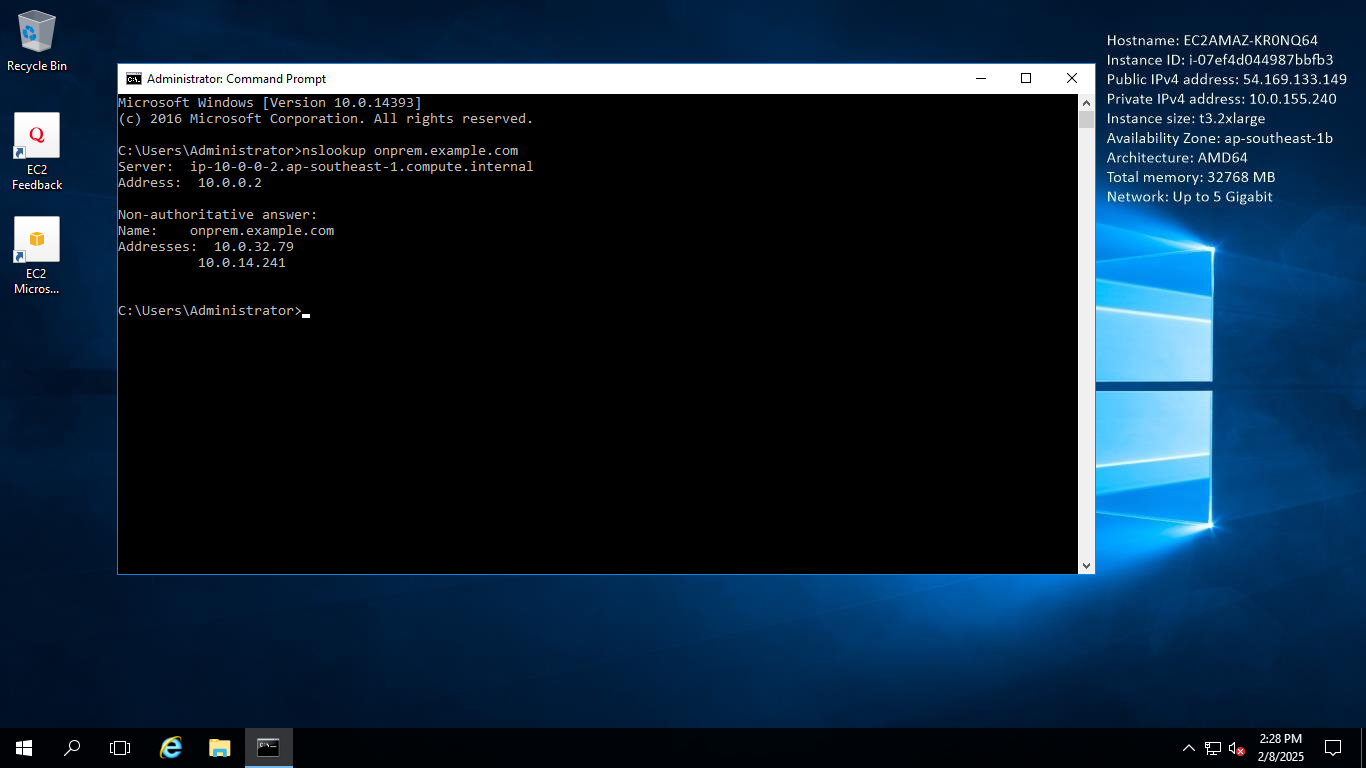 Recycle Bin
EC2
Feedback
EC2
Micros...
Administrator: Command Prompt
Microsoft Windows [Version 10.0.14393]
(c) 2016 Microsoft Corporation. All rights reserved.
C:\Users\Administrator>nslookup onprem.example.com
Server:  ip-10-0-0-2.ap-southeast-1.compute.internal
Address:  10.0.0.2
Non-authoritative answer:
Name:    onprem.example.com
Addresses:  10.0.32.79
10.0.14.241
C:\Users\Administrator>
Hostname: EC2AMAZ-KR0NQ64
Instance ID: i-07ef4d044987bbfb3
Public IPv4 address: 54.169.133.149
Private IPv4 address: 10.0.155.240
Instance size: t3.2xlarge
Availability Zone: ap-southeast-1b
Architecture: AMD64
Total memory: 32768 MB
Network: Up to 5 Gigabit
2:28 PM
2/8/2025